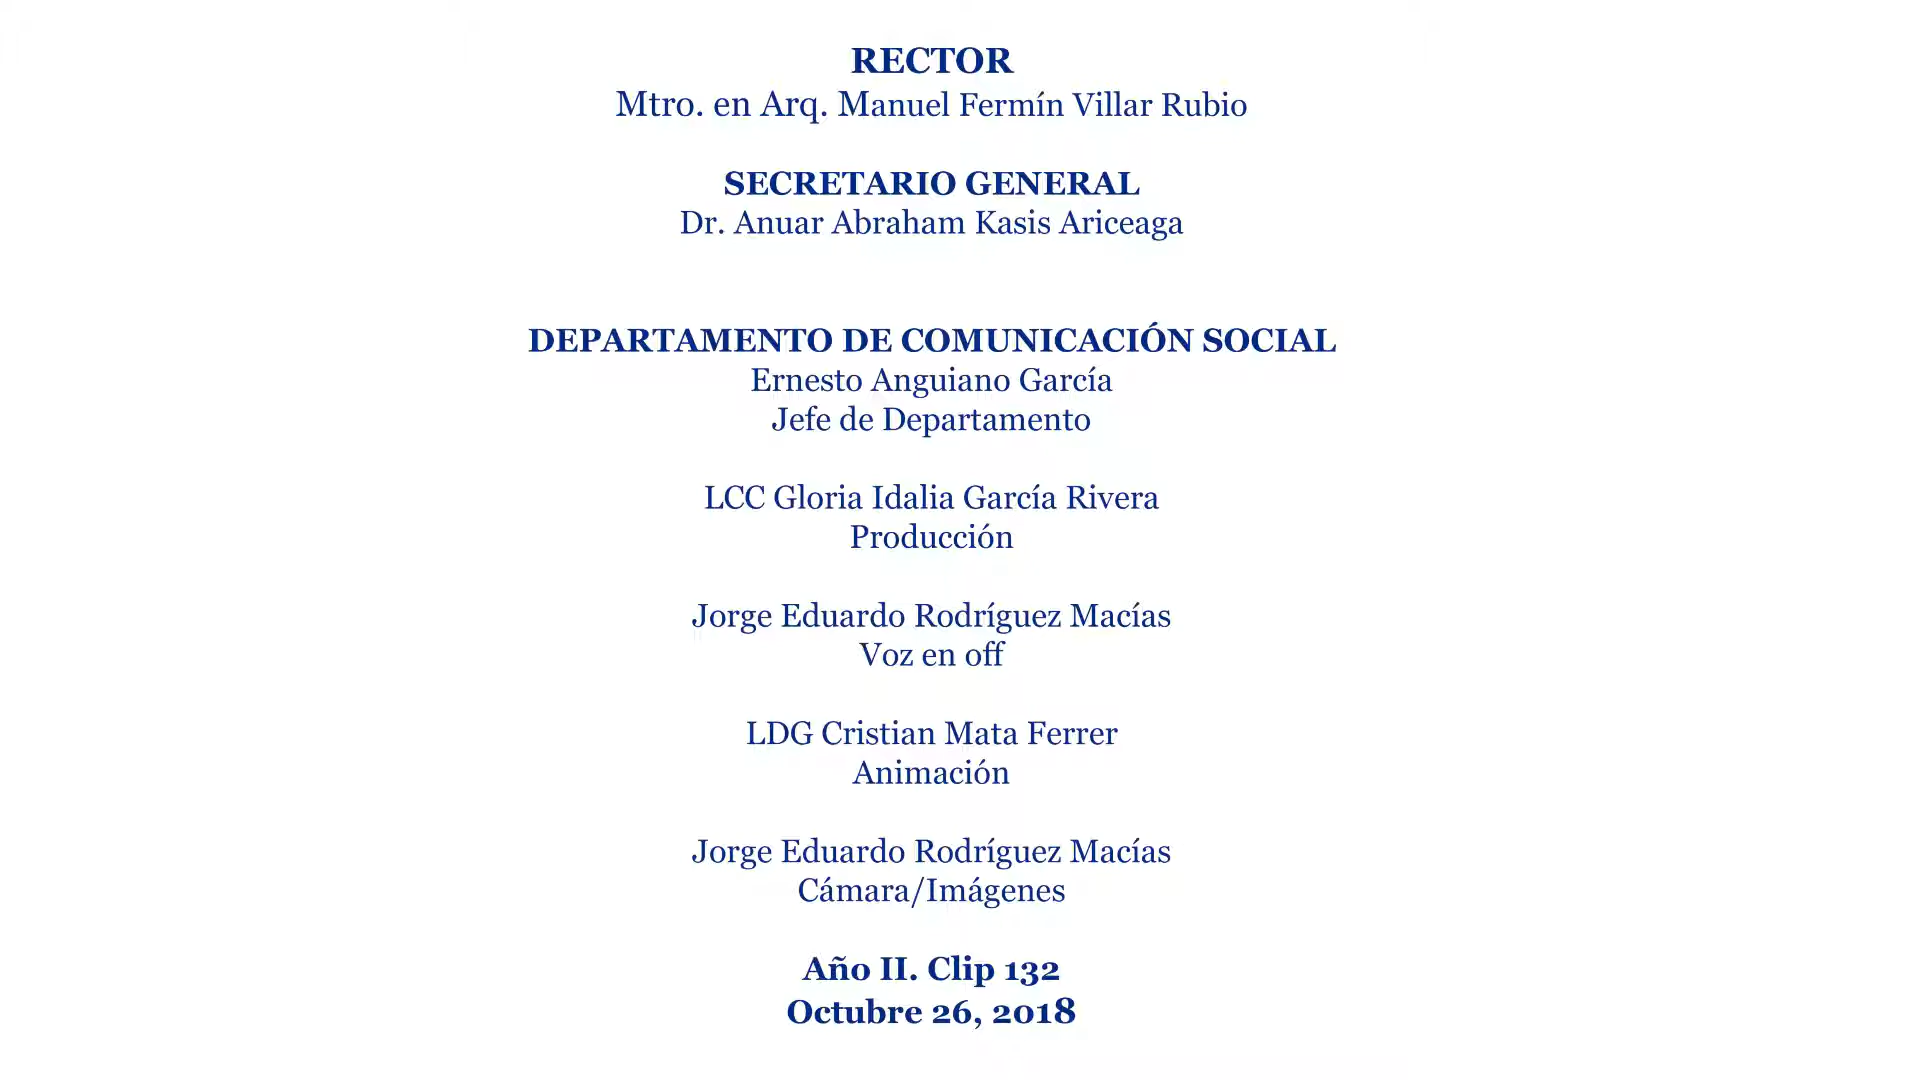 RECTOR
Mtro. en Arq. Manuel Fermín Villar Rubio
SECRETARIO GENERAL
Dr. Anuar Abraham Kasis Ariceaga
DEPARTAMENTO DE COMUNICACIÓN SOCIAL
Ernesto Anguiano García
Jefe de Departamento
LCC Gloria Idalia García Rivera
Producción
Jorge Eduardo Rodríguez Macías
Voz en off
LDG Cristian Mata Ferrer
Animación
Jorge Eduardo Rodríguez Macías
Cámara/Imágenes
Año II. Clip 132
Octubre 26, 2018